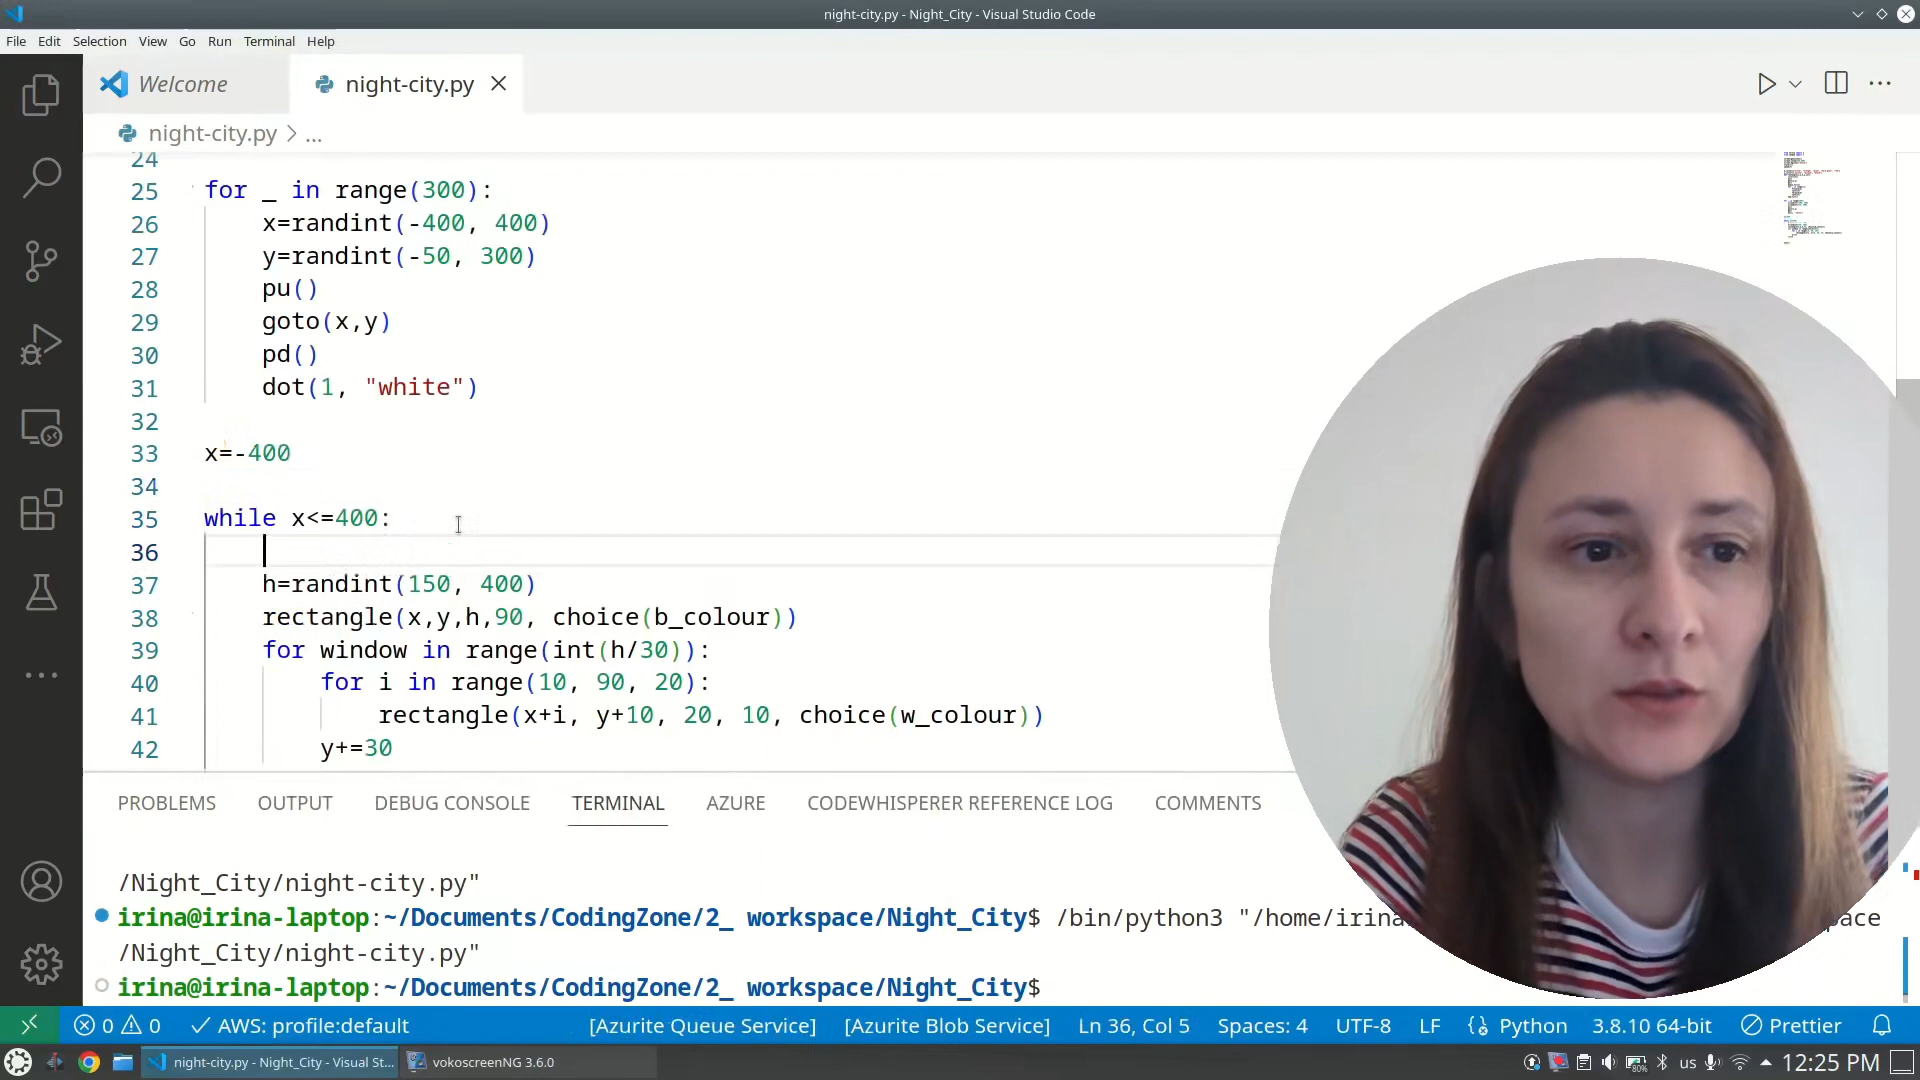 night-city.py - Night_City - Visual Studio Code
File Edit Selection View Go Run Terminal Help
Welcome night-city.py
night-city.py > ...
24
25 for _ in range(300):
26 x=randint(-400, 400)
27 y=randint(-50, 300)
28 pu()
29 goto(x,y)
30 pd()
31 dot(1, "white")
32
33 x=-400
34
35 while x<=400:
36
37 h=randint(150, 400)
38 rectangle(x,y,h,90, choice(b_colour))
39 for window in range(int(h/30)):
40 for i in range(10, 90, 20):
41 rectangle(x+i, y+10, 20, 10, choice(w_colour))
42 y+=30
PROBLEMS OUTPUT DEBUG CONSOLE TERMINAL AZURE CODEWHISPERER REFERENCE LOG COMMENTS
/Night_City/night-city.py"
irina@irina-laptop:~/Documents/CodingZone/2_ workspace/Night_City$ /bin/python3 "/home/irina
/Night_City/night-city.py"
irina@irina-laptop:~/Documents/CodingZone/2_ workspace/Night_City$
0 0 AWS: profile:default [Azurite Queue Service] [Azurite Blob Service] Ln 36, Col 5 Spaces: 4 UTF-8 LF Python 3.8.10 64-bit Prettier
night-city.py - Night_City - Visual St... vokoscreenNG 3.6.0 80% us 12:25 PM